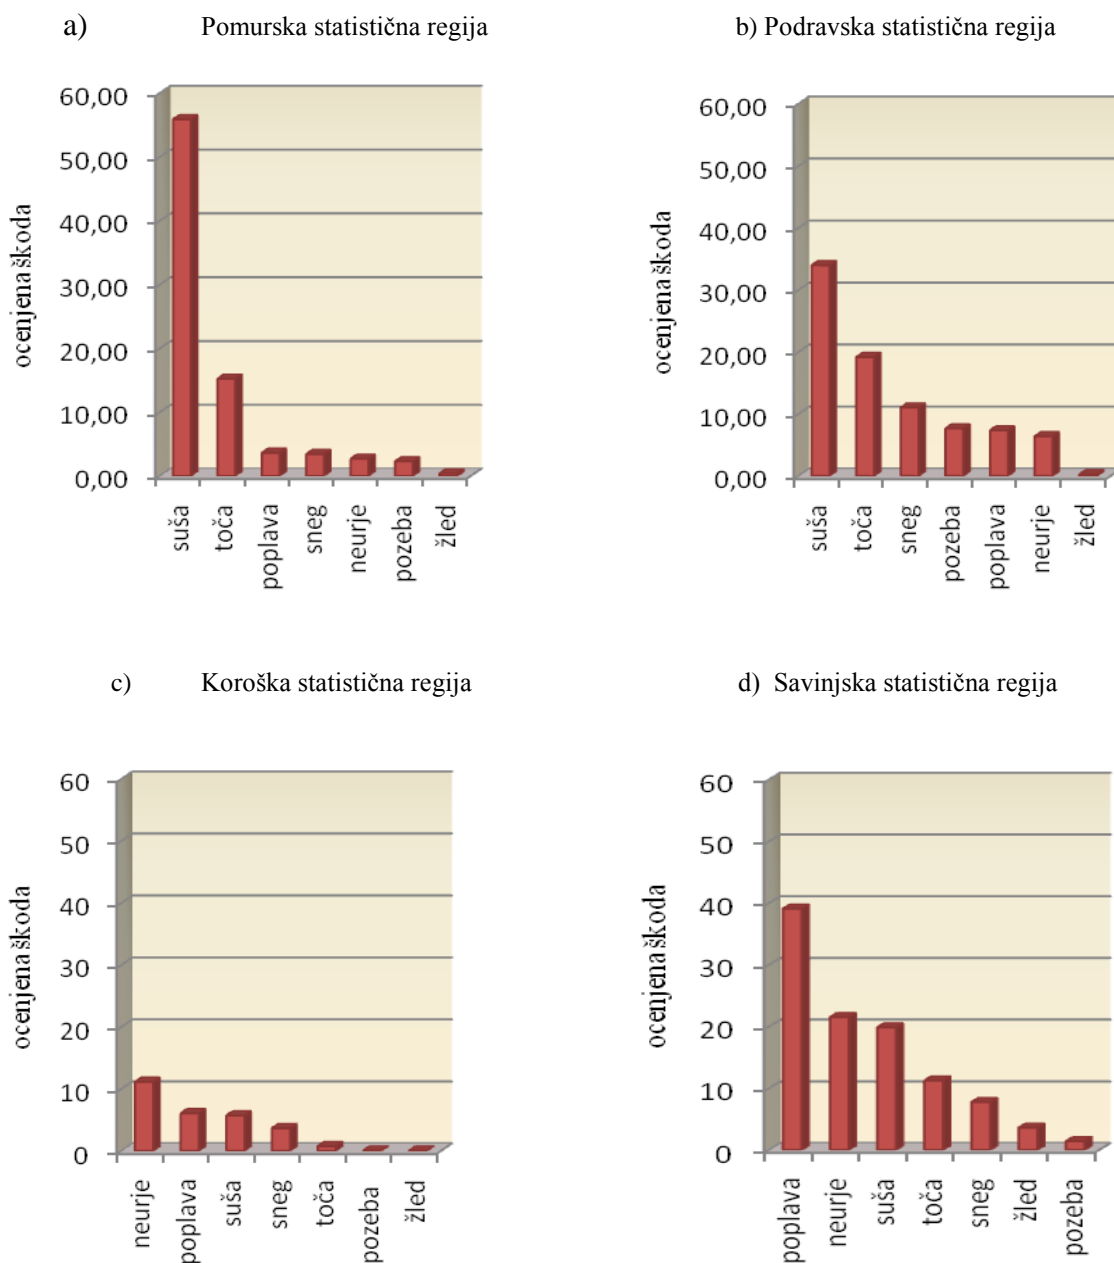 a) Pomurska statistična regija
ocenjena škoda
60,00
50,00
40,00
30,00
20,00
10,00
0,00
suša
toča
poplava
sneg
neurje
pozeba
žled
b) Podravska statistična regija
ocenjena škoda
60,00
50,00
40,00
30,00
20,00
10,00
0,00
suša
toča
sneg
pozeba
poplava
neurje
žled
c) Koroška statistična regija
ocenjena škoda
60
50
40
30
20
10
0
neurje
poplava
suša
sneg
toča
pozeba
žled
d) Savinjska statistična regija
ocenjena škoda
60
50
40
30
20
10
0
poplava
neurje
suša
toča
sneg
žled
pozeba